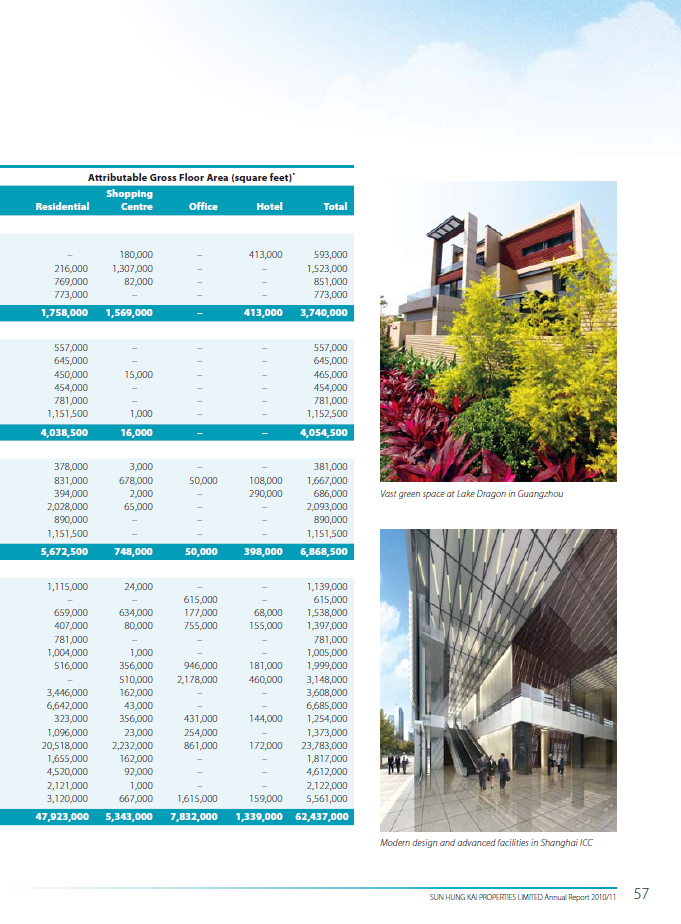 Attributable Gross Floor Area (square feet)*
Shopping
Residential Centre Office Hotel Total
– 180,000 – 413,000 593,000
216,000 1,307,000 – – 1,523,000
769,000 82,000 – – 851,000
773,000 – – – 773,000
1,758,000 1,569,000 – 413,000 3,740,000
557,000 – – – 557,000
645,000 – – – 645,000
450,000 15,000 – – 465,000
454,000 – – – 454,000
781,000 – – – 781,000
1,151,500 1,000 – – 1,152,500
4,038,500 16,000 – – 4,054,500
378,000 3,000 – – 381,000
831,000 678,000 50,000 108,000 1,667,000
394,000 2,000 – 290,000 686,000
2,028,000 65,000 – – 2,093,000
890,000 – – – 890,000
1,151,500 – – – 1,151,500
5,672,500 748,000 50,000 398,000 6,868,500
1,115,000 24,000 – – 1,139,000
– – 615,000 – 615,000
659,000 634,000 177,000 68,000 1,538,000
407,000 80,000 755,000 155,000 1,397,000
781,000 – – – 781,000
1,004,000 1,000 – – 1,005,000
516,000 356,000 946,000 181,000 1,999,000
– 510,000 2,178,000 460,000 3,148,000
3,446,000 162,000 – – 3,608,000
6,642,000 43,000 – – 6,685,000
323,000 356,000 431,000 144,000 1,254,000
1,096,000 23,000 254,000 – 1,373,000
20,518,000 2,232,000 861,000 172,000 23,783,000
1,655,000 162,000 – – 1,817,000
4,520,000 92,000 – – 4,612,000
2,121,000 1,000 – – 2,122,000
3,120,000 667,000 1,615,000 159,000 5,561,000
47,923,000 5,343,000 7,832,000 1,339,000 62,437,000
Vast green space at Lake Dragon in Guangzhou
Modern design and advanced facilities in Shanghai ICC
SUN HUNG KAI PROPERTIES LIMITED Annual Report 2010/11 57